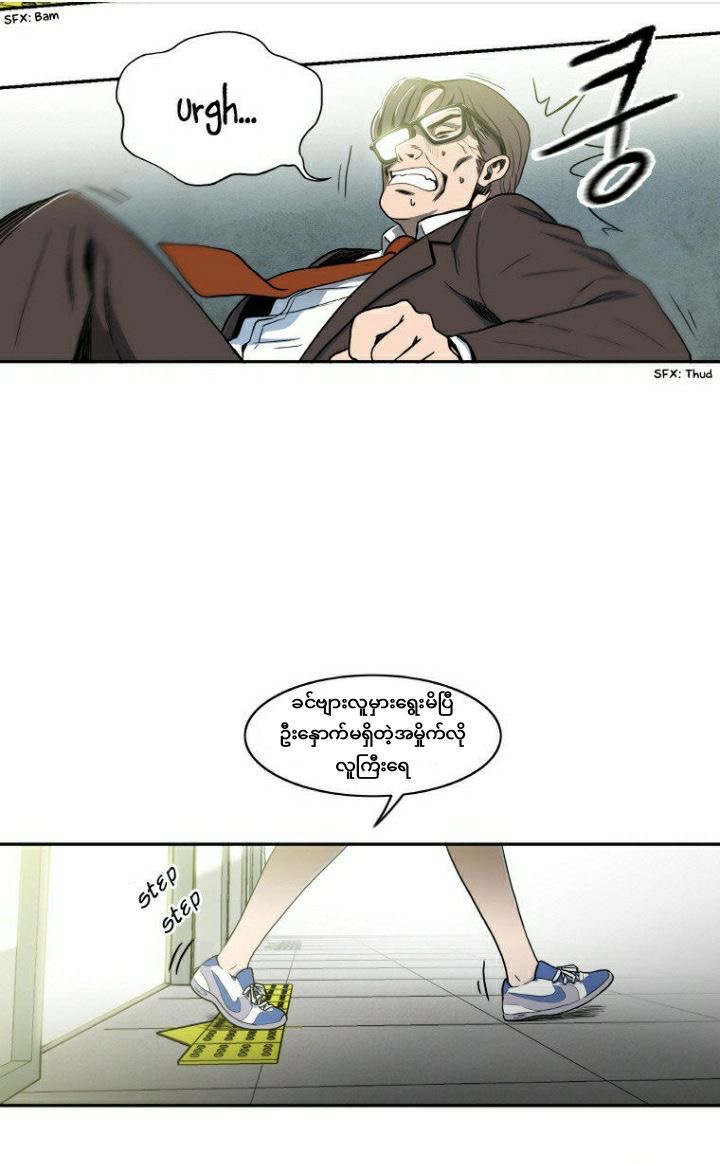 SFX: Bam
urgh...
쿵
SFX: Thud
ခင်ဗျားလူမှားရွေးမိပြီ
ဦးနှောက်မရှိတဲ့အမှိုက်လို
လူကြီးရေ
step
step